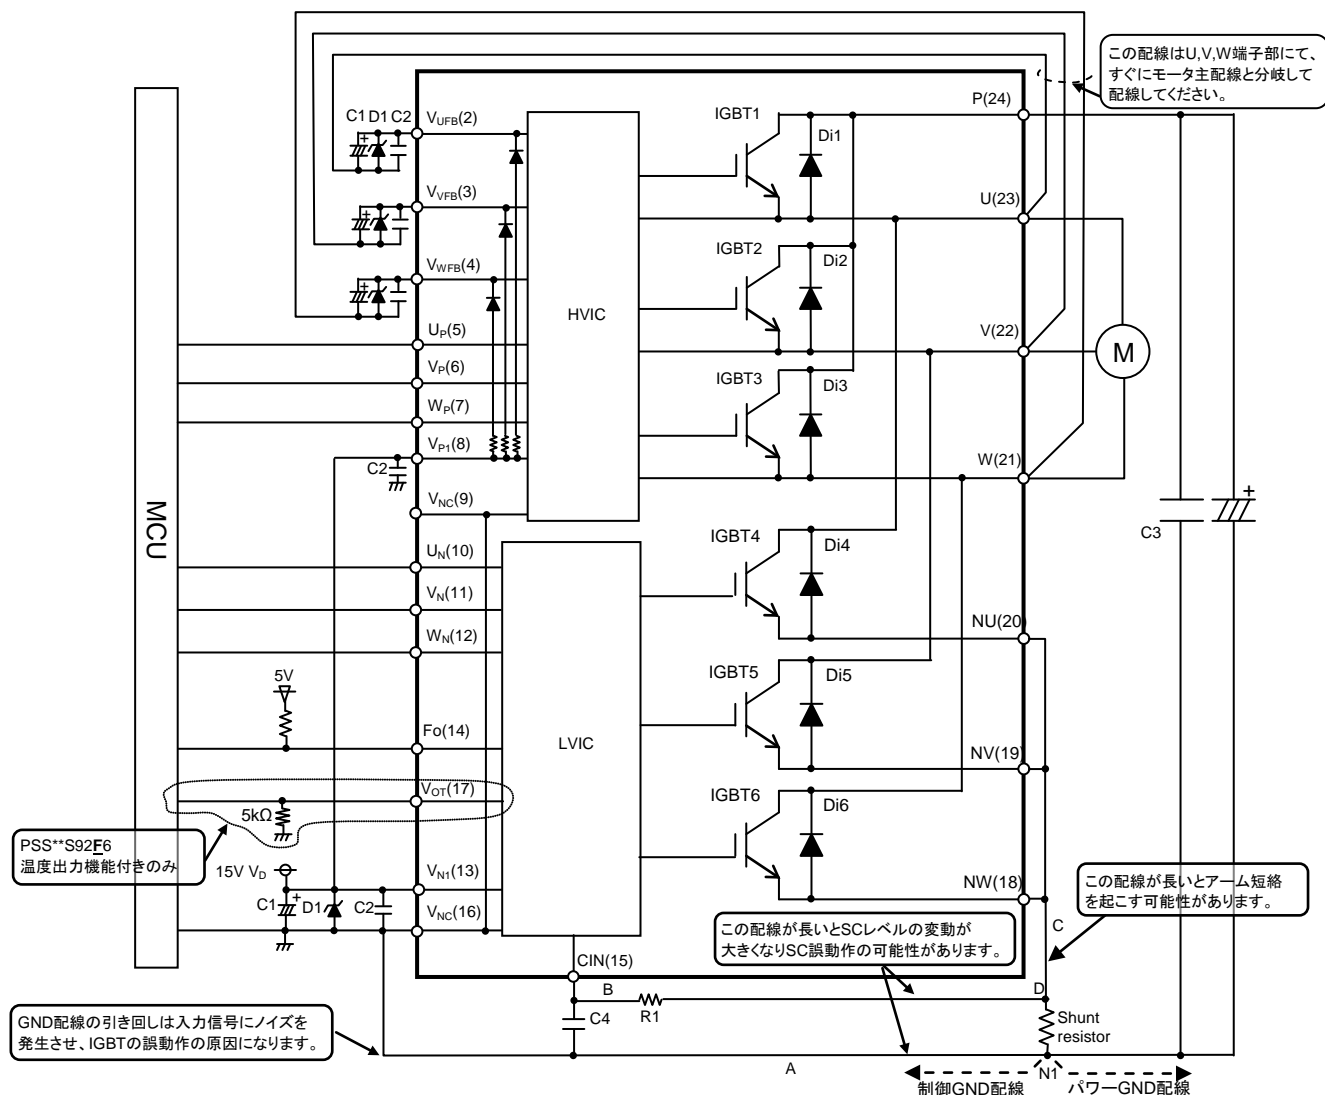 この配線はU,V,W端子部にて、
すぐにモータ主配線と分岐して
配線してください。
P(24)
IGBT1
Di1
C1 D1 C2
VUFB(2)
VVFB(3)
VWFB(4)
U(23)
IGBT2
Di2
HVIC
UP(5)
V(22)
M
VP(6)
IGBT3
Di3
WP(7)
VP1(8)
C2
W(21)
VNC(9)
MCU
C3
+
IGBT4
Di4
UN(10)
VN(11)
NU(20)
WN(12)
5V
IGBT5
Di5
Fo(14)
LVIC
NV(19)
VOT(17)
5kΩ
IGBT6
Di6
PSS**S92F6
温度出力機能付きのみ
15V VD
VN1(13)
NW(18)
この配線が長いとアーム短絡
を起こす可能性があります。
C1
+
D1
C2
VNC(16)
この配線が長いとSCレベルの変動が
大きくなりSC誤動作の可能性があります。
C
CIN(15)
B
R1
D
C4
Shunt
resistor
GND配線の引き回しは入力信号にノイズを
発生させ、IGBTの誤動作の原因になります。
A
N1
制御GND配線
パワーGND配線